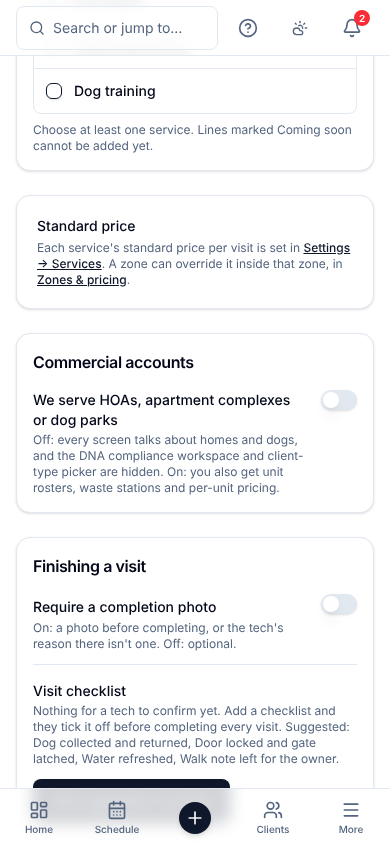 Search or jump to...
2
Dog training
Choose at least one service. Lines marked Coming soon
cannot be added yet.
Standard price
Each service's standard price per visit is set in Settings
→ Services. A zone can override it inside that zone, in
Zones & pricing.
Commercial accounts
We serve HOAs, apartment complexes
or dog parks
Off: every screen talks about homes and dogs,
and the DNA compliance workspace and client-
type picker are hidden. On: you also get unit
rosters, waste stations and per-unit pricing.
Finishing a visit
Require a completion photo
On: a photo before completing, or the tech's
reason there isn't one. Off: optional.
Visit checklist
Nothing for a tech to confirm yet. Add a checklist and
they tick it off before completing every visit. Suggested:
Dog collected and returned, Door locked and gate
latched, Water refreshed, Walk note left for the owner.
Home
Schedule
Clients
More